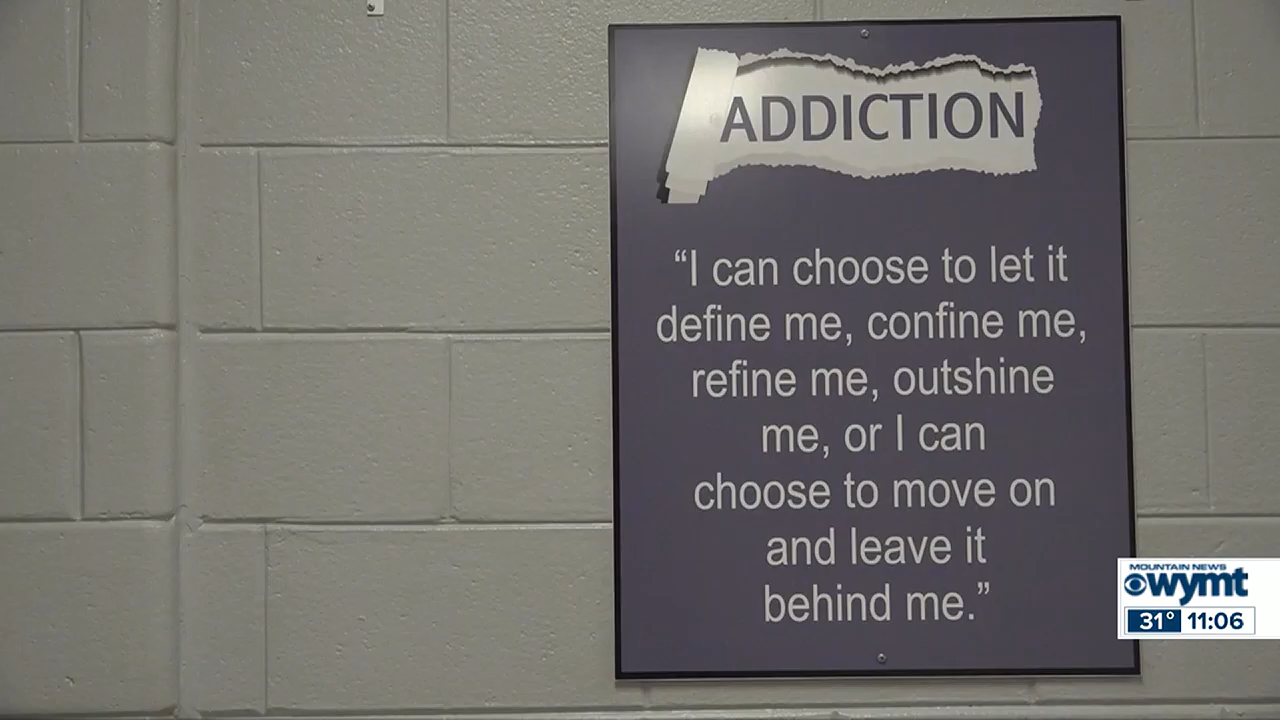 ADDICTION
“I can choose to let it
define me, confine me,
refine me, outshine
me, or I can
choose to move on
and leave it
behind me.”
MOUNTAIN NEWS
wymt
31° 11:06